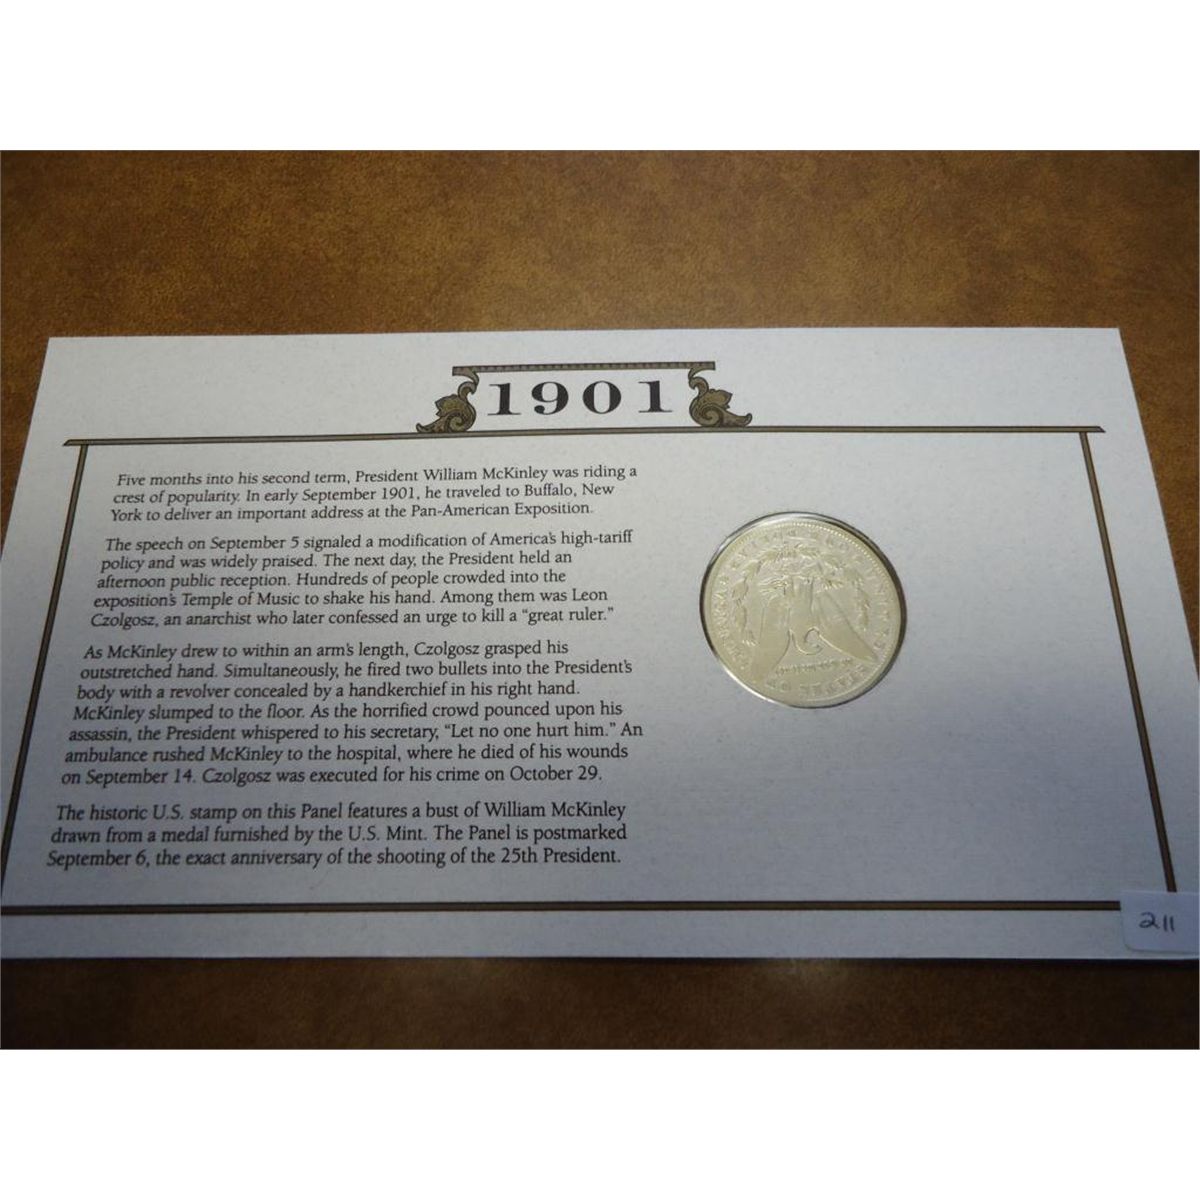 1901
Five months into his second term, President William McKinley was riding a
crest of popularity. In early September 1901, he traveled to Buffalo, New
York to deliver an important address at the Pan-American Exposition.
The speech on September 5 signaled a modification of America's high-tariff
policy and was widely praised. The next day, the President held an
afternoon public reception. Hundreds of people crowded into the
exposition's Temple of Music to shake his hand. Among them was Leon
Czolgosz, an anarchist who later confessed an urge to kill a “great ruler.”
As McKinley drew to within an arm's length, Czolgosz grasped his
outstretched hand. Simultaneously, he fired two bullets into the President's
body with a revolver concealed by a handkerchief in his right hand.
McKinley slumped to the floor. As the horrified crowd pounced upon his
assassin, the President whispered to his secretary, “Let no one hurt him.” An
ambulance rushed McKinley to the hospital, where he died of his wounds
on September 14. Czolgosz was executed for his crime on October 29.
The historic U.S. stamp on this Panel features a bust of William McKinley
drawn from a medal furnished by the U.S. Mint. The Panel is postmarked
September 6, the exact anniversary of the shooting of the 25th President.
211